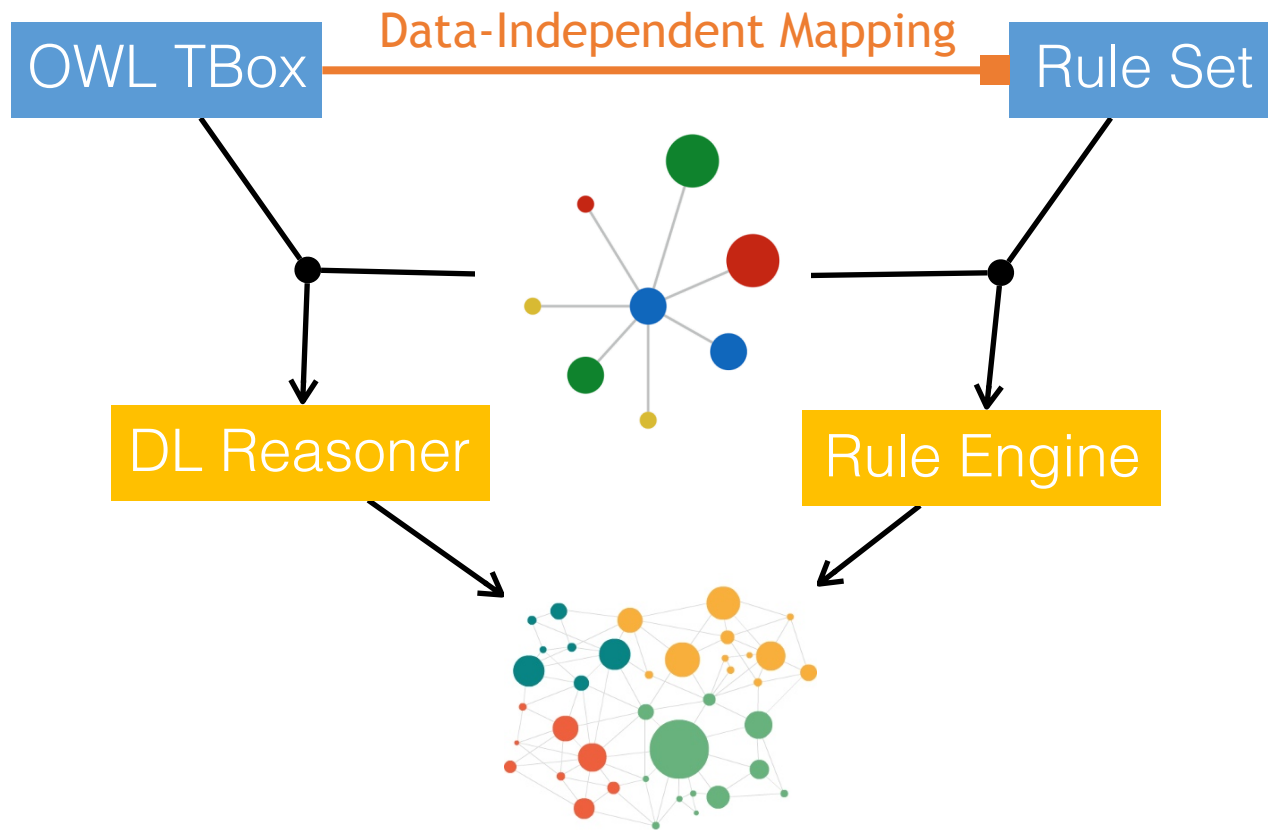 Data-Independent Mapping
OWL TBox
Rule Set
DL Reasoner
Rule Engine